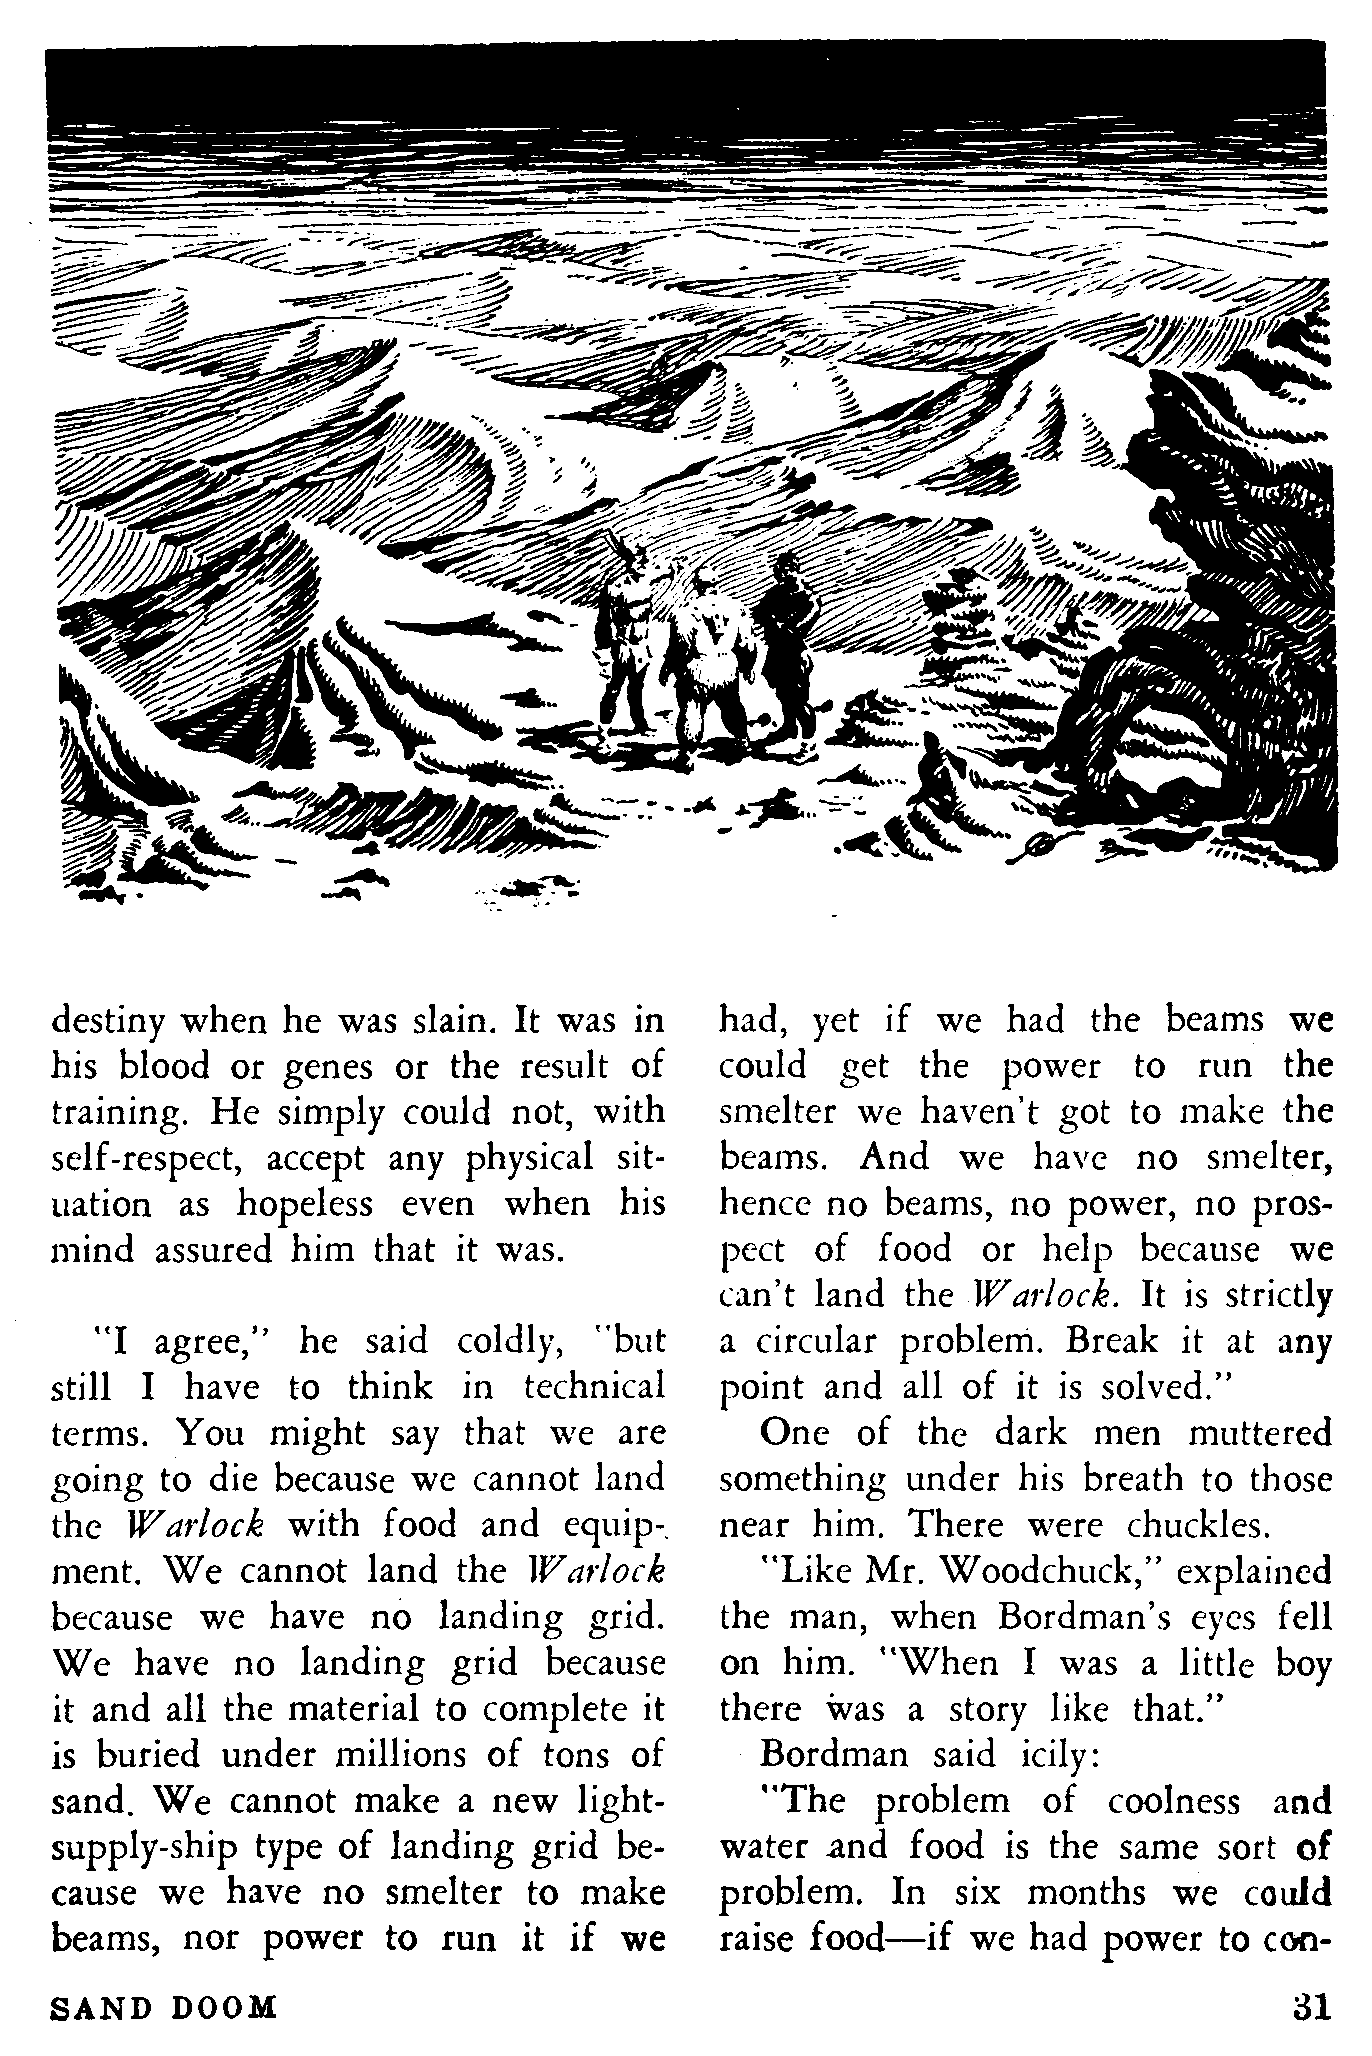 destiny when he was slain. It was in
his blood or genes or the result of
training. He simply could not, with
self-respect, accept any physical sit-
uation as hopeless even when his
mind assured him that it was.
"I agree," he said coldly, "but
still I have to think in technical
terms. You might say that we are
going to die because we cannot land
the Warlock with food and equip-
ment. We cannot land the Warlock
because we have no landing grid.
We have no landing grid because
it and all the material to complete it
is buried under millions of tons of
sand. We cannot make a new light-
supply-ship type of landing grid be-
cause we have no smelter to make
beams, nor power to run it if we
had, yet if we had the beams we
could get the power to run the
smelter we haven't got to make the
beams. And we have no smelter,
hence no beams, no power, no pros-
pect of food or help because we
can't land the Warlock. It is strictly
a circular problem. Break it at any
point and all of it is solved."
One of the dark men muttered
something under his breath to those
near him. There were chuckles.
"Like Mr. Woodchuck," explained
the man, when Bordman's eyes fell
on him. "When I was a little boy
there was a story like that."
Bordman said icily:
"The problem of coolness and
water and food is the same sort of
problem. In six months we could
raise food—if we had power to con-
SAND DOOM
31